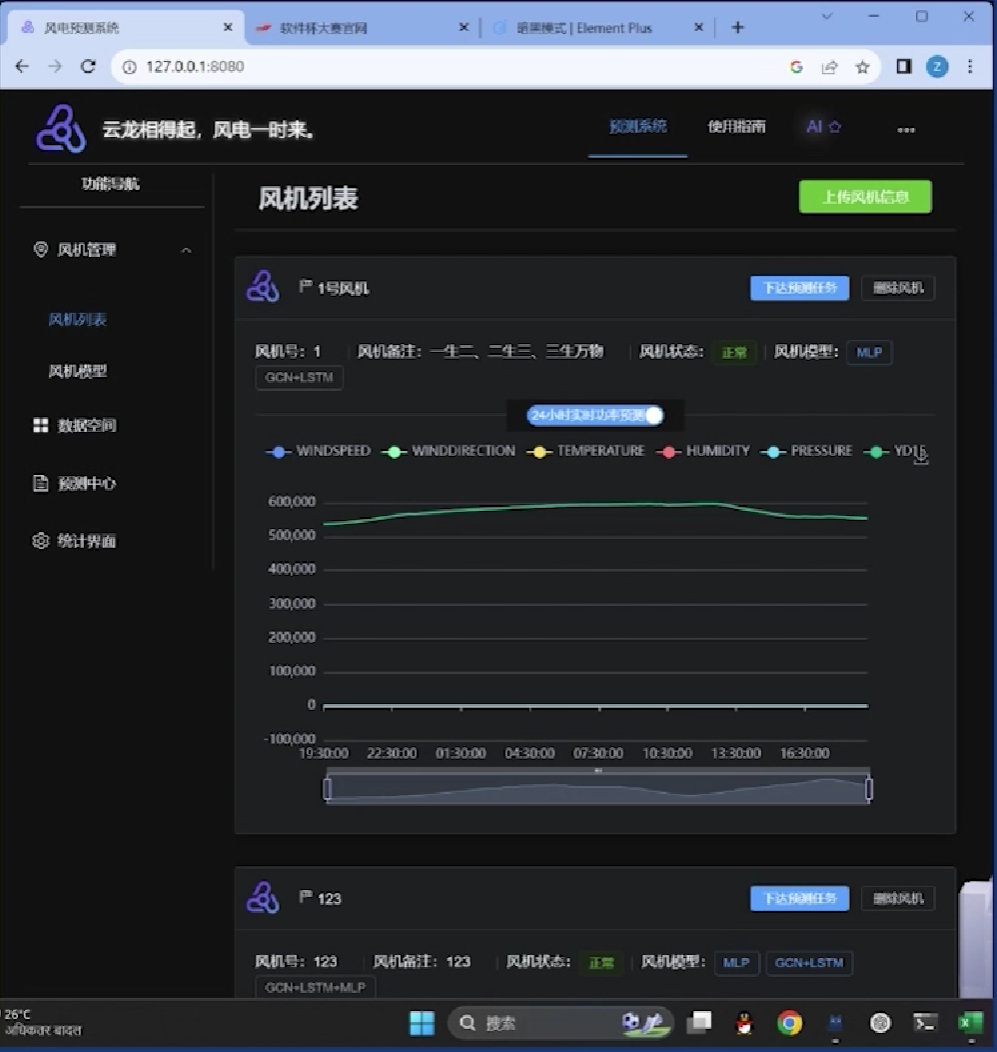 风电预测系统 软件杯大赛官网 暗黑模式 | Element Plus
127.0.0.1:8080 Z
云龙相得起，风电一时来。 预测系统 使用指南 AI
功能导航
风机列表 上传风机信息
风机管理
1号风机 下达预测任务 删除风机
风机列表
风机号：1 风机备注：一生二、二生三、三生万物 风机状态： 正常 风机模型： MLP
GCN+LSTM
风机模型
24小时实时功率预测
数据空间
WINDSPEED WINDDIRECTION TEMPERATURE HUMIDITY PRESSURE YD15
预测中心
统计界面
600,000
500,000
400,000
300,000
200,000
100,000
0
-100,000
19:30:00 22:30:00 01:30:00 04:30:00 07:30:00 10:30:00 13:30:00 16:30:00
123 下达预测任务 删除风机
风机号：123 风机备注：123 风机状态： 正常 风机模型： MLP GCN+LSTM
GCN+LSTM+MLP
26°C
अधिकतर बादल
搜索